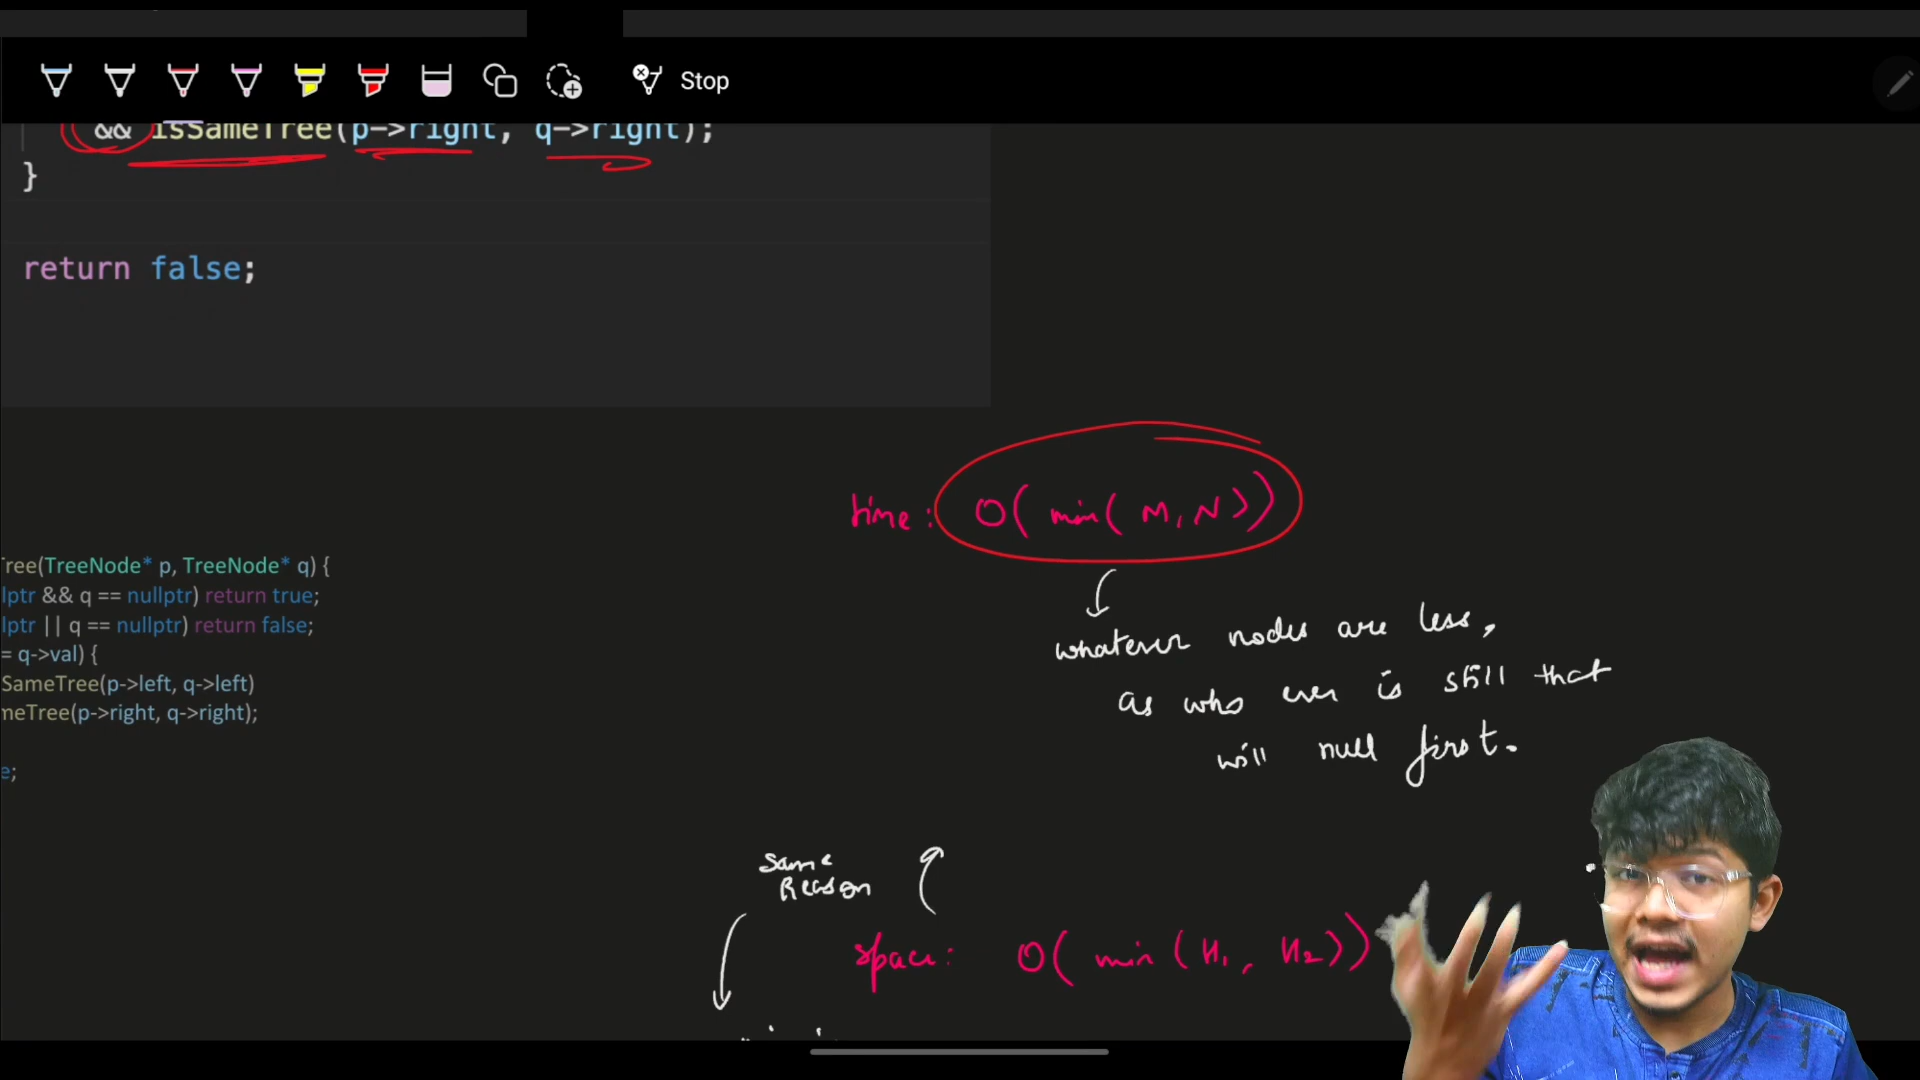 Stop
&& isSameTree(p->right, q->right);
}
return false;
time: O( min( M, N ))
Tree(TreeNode* p, TreeNode* q) {
lptr && q == nullptr) return true;
lptr || q == nullptr) return false;
= q->val) {
SameTree(p->left, q->left)
meTree(p->right, q->right);
e;
whatever nodes are less,
as who ever is still that
will null first.
same
Reason
space: O( min ( H1, H2))